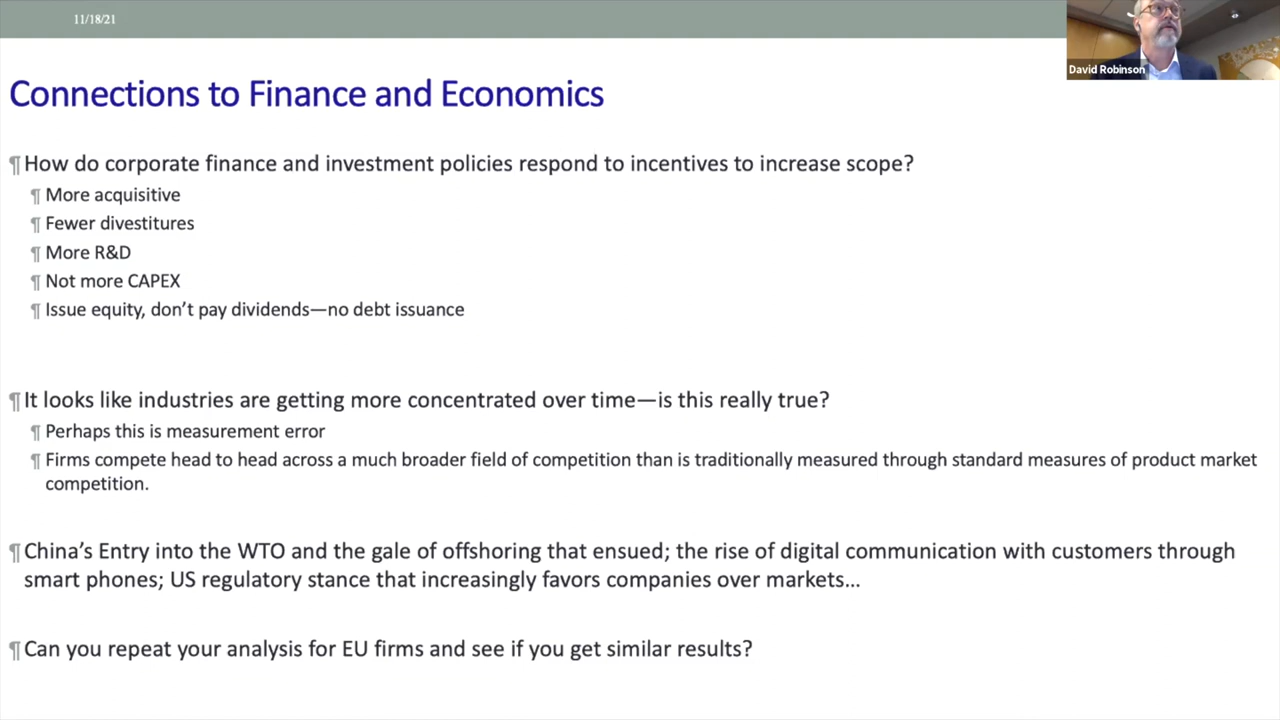 11/18/21
David Robinson
Connections to Finance and Economics
¶ How do corporate finance and investment policies respond to incentives to increase scope?
¶ More acquisitive
¶ Fewer divestitures
¶ More R&D
¶ Not more CAPEX
¶ Issue equity, don’t pay dividends—no debt issuance
¶ It looks like industries are getting more concentrated over time—is this really true?
¶ Perhaps this is measurement error
¶ Firms compete head to head across a much broader field of competition than is traditionally measured through standard measures of product market
competition.
¶ China’s Entry into the WTO and the gale of offshoring that ensued; the rise of digital communication with customers through
smart phones; US regulatory stance that increasingly favors companies over markets…
¶ Can you repeat your analysis for EU firms and see if you get similar results?